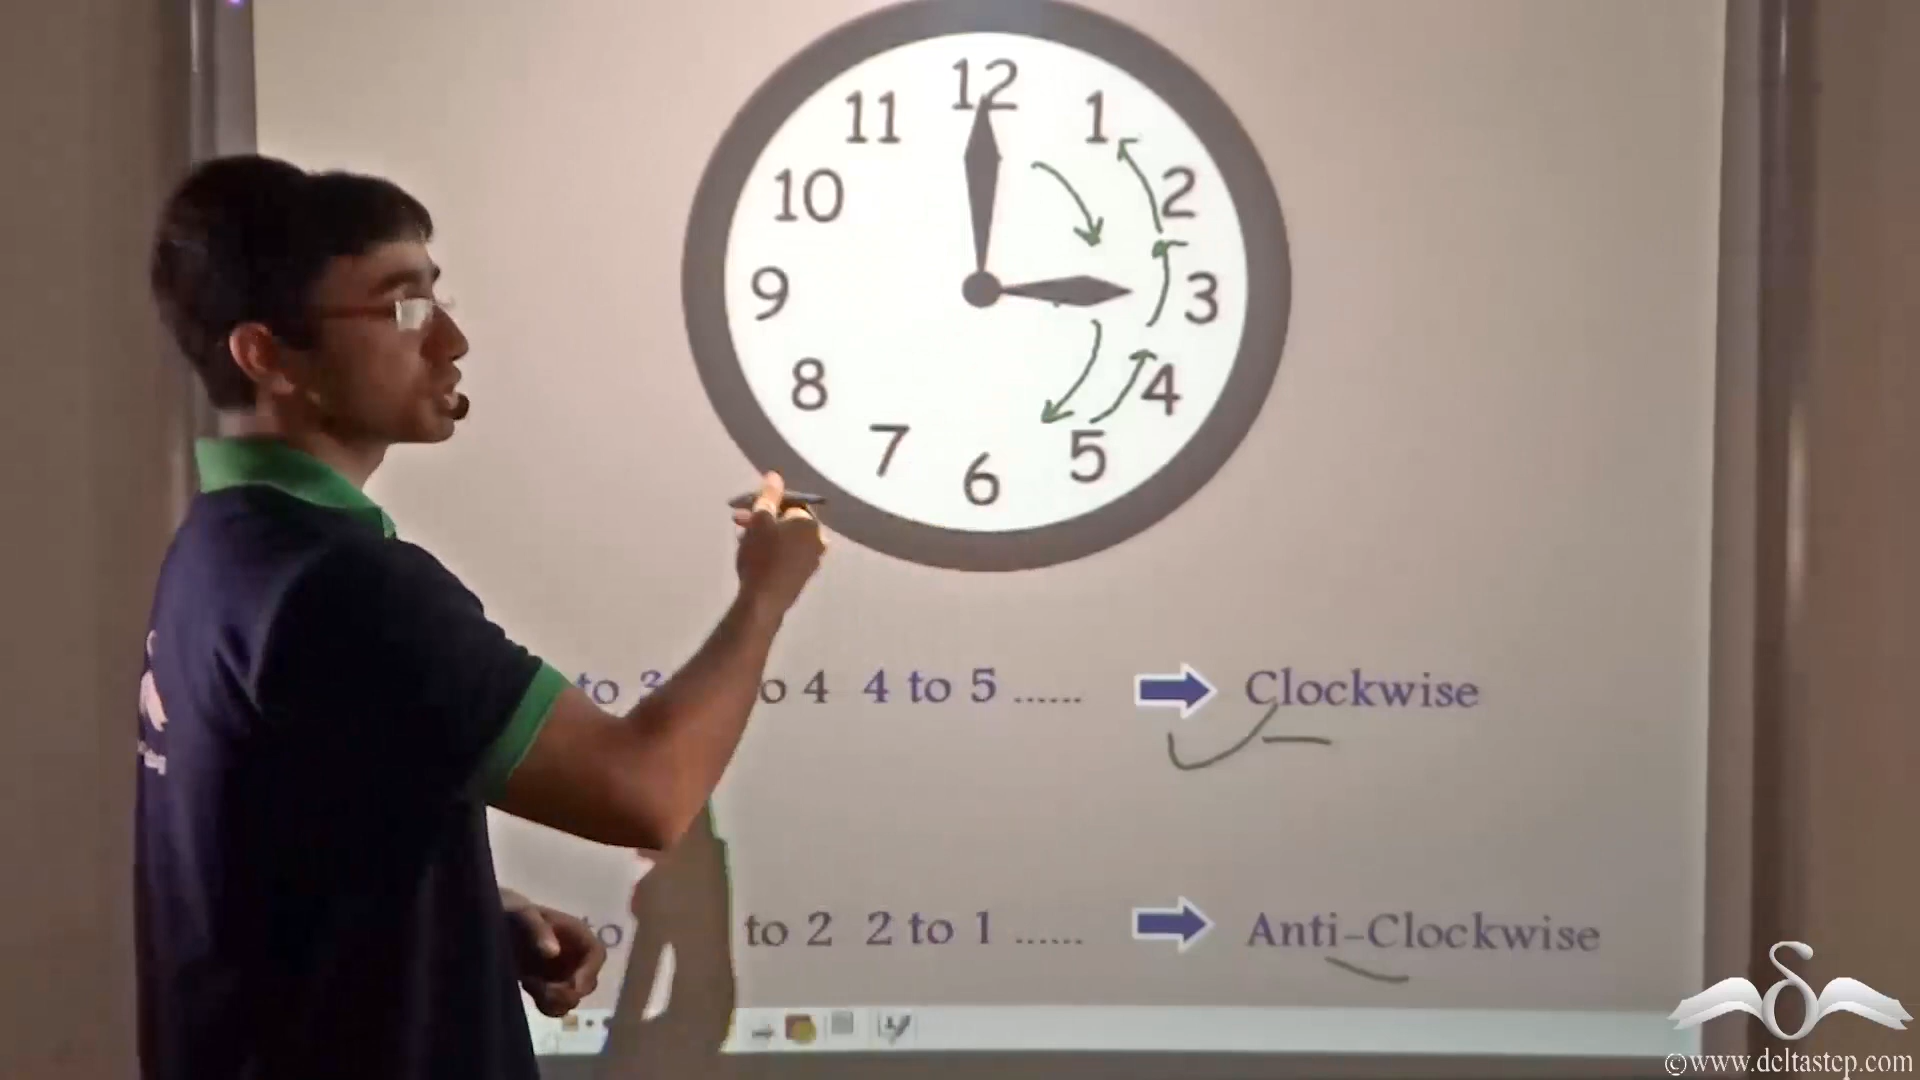 12
11 1
10 2
9 3
8 4
7 5
6
to 3 o 4 4 to 5 ...... Clockwise
to to 2 2 to 1 ...... Anti-Clockwise
©www.deltastep.com